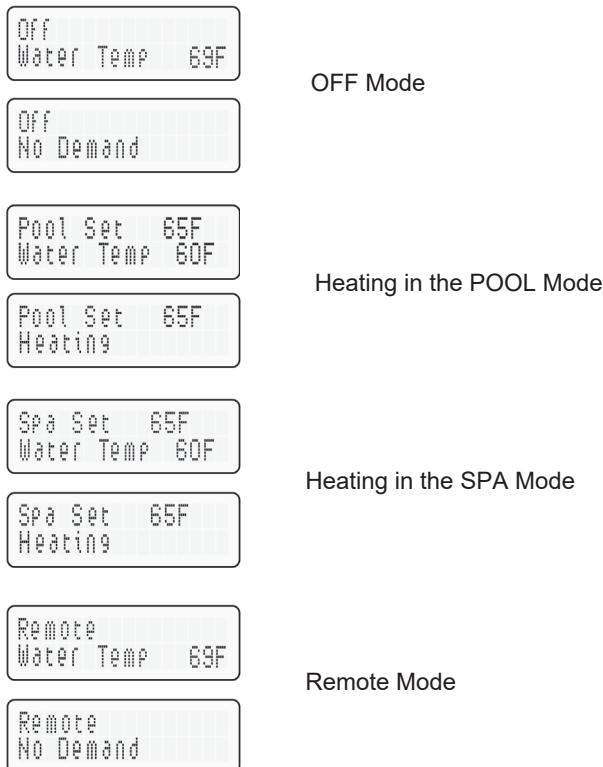 Off
Water Temp 69F
OFF Mode
Off
No Demand
Pool Set 65F
Water Temp 60F
Heating in the POOL Mode
Pool Set 65F
Heating
Spa Set 65F
Water Temp 60F
Heating in the SPA Mode
Spa Set 65F
Heating
Remote
Water Temp 69F
Remote Mode
Remote
No Demand